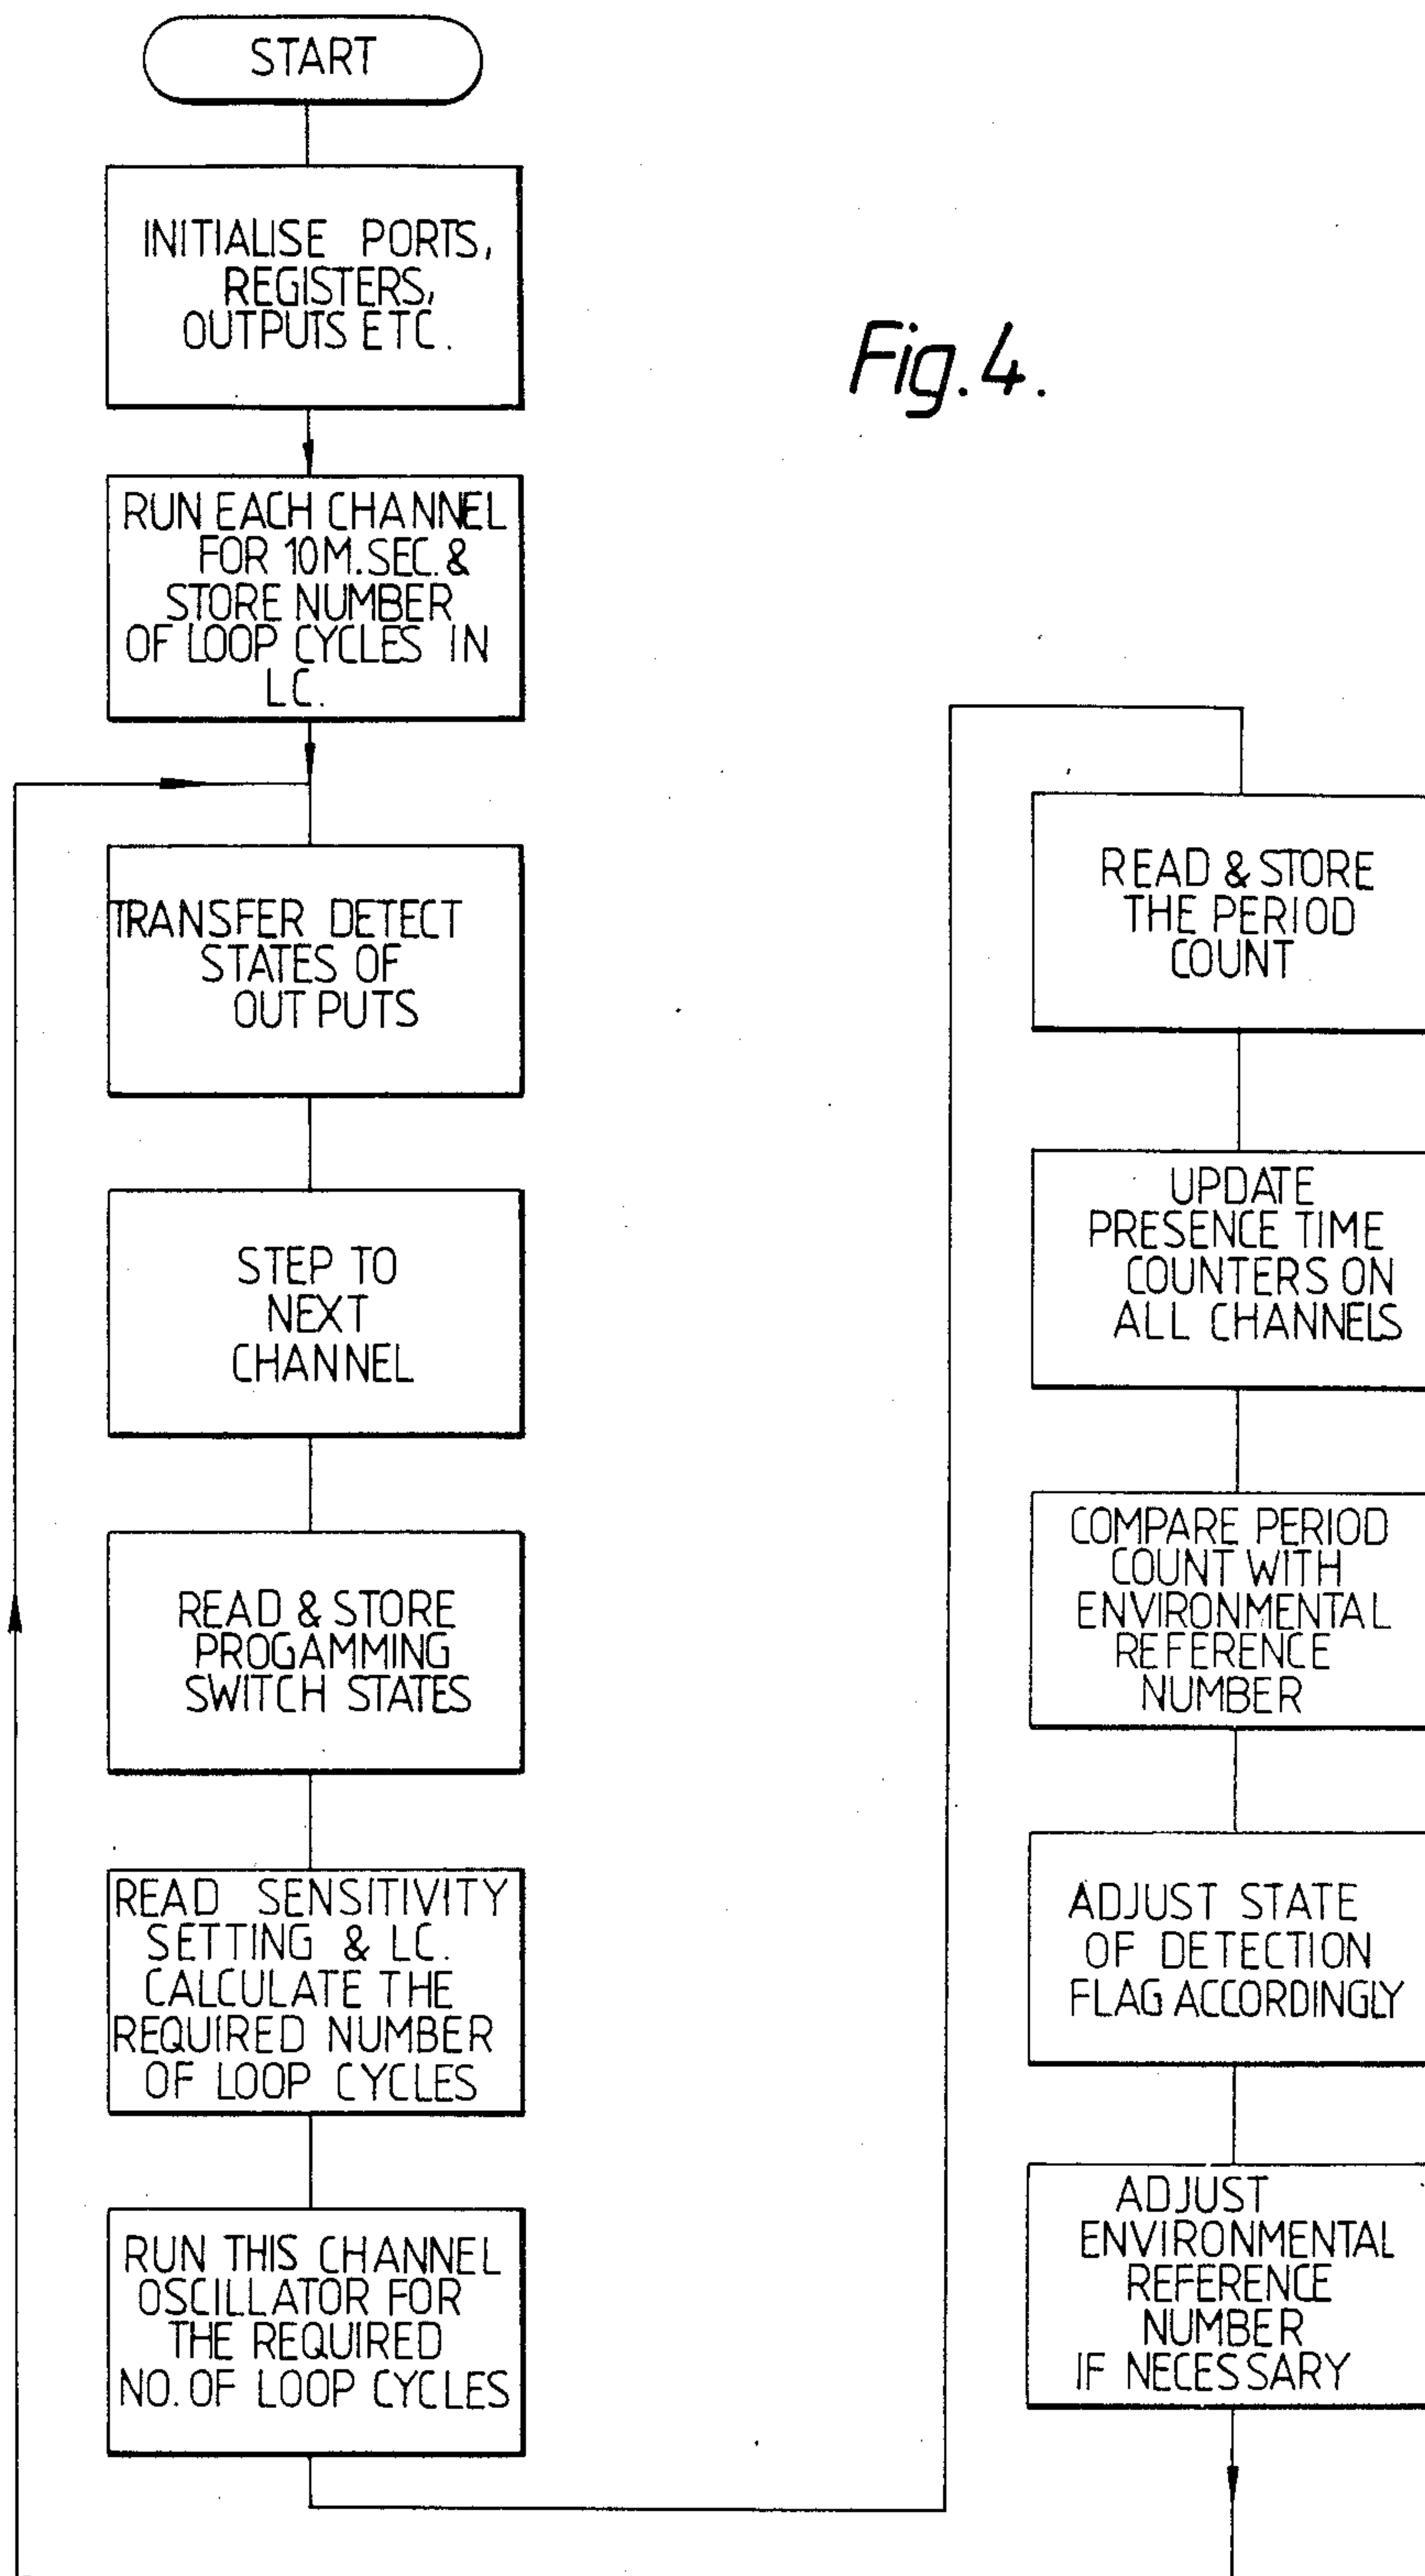 START
INITIALISE PORTS,
REGISTERS,
OUTPUTS ETC.
Fig. 4.
RUN EACH CHANNEL
FOR 10M.SEC. &
STORE NUMBER
OF LOOP CYCLES IN
LC.
TRANSFER DETECT
STATES OF
OUT PUTS
STEP TO
NEXT
CHANNEL
READ & STORE
PROGAMMING
SWITCH STATES
READ SENSITIVITY
SETTING & LC.
CALCULATE THE
REQUIRED NUMBER
OF LOOP CYCLES
RUN THIS CHANNEL
OSCILLATOR FOR
THE REQUIRED
NO. OF LOOP CYCLES
READ & STORE
THE PERIOD
COUNT
UPDATE
PRESENCE TIME
COUNTERS ON
ALL CHANNELS
COMPARE PERIOD
COUNT WITH
ENVIRONMENTAL
REFERENCE
NUMBER
ADJUST STATE
OF DETECTION
FLAG ACCORDINGLY
ADJUST
ENVIRONMENTAL
REFERENCE
NUMBER
IF NECESSARY